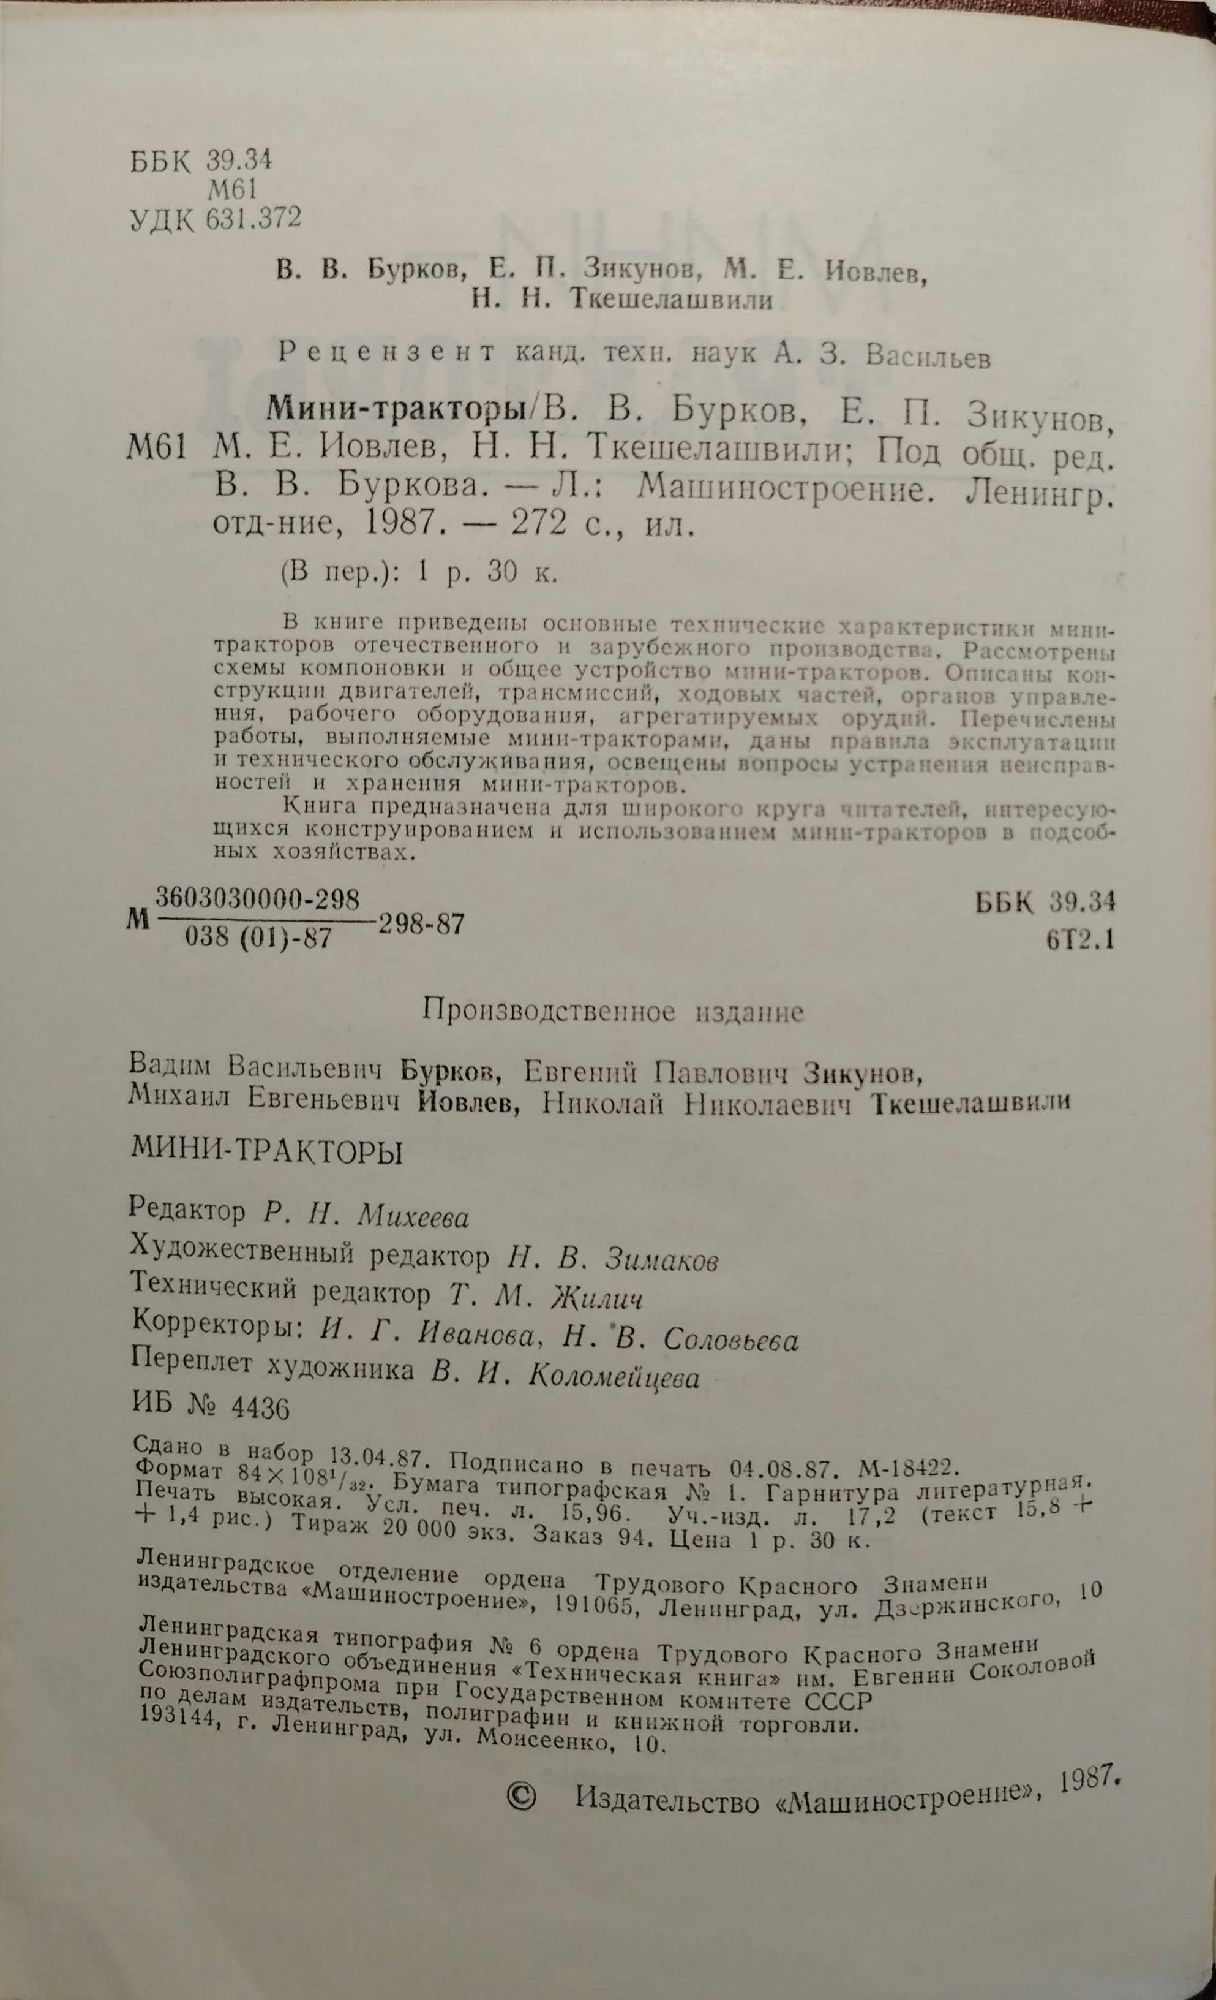 ББК 39.34
М61
УДК 631.372
В. В. Бурков, Е. П. Зикунов, М. Е. Иовлев,
Н. Н. Ткешелашвили
Рецензент канд. техн. наук А. З. Васильев
Мини-тракторы/В. В. Бурков, Е. П. Зикунов,
М61 М. Е. Иовлев, Н. Н. Ткешелашвили; Под общ. ред.
В. В. Буркова. — Л.: Машиностроение. Ленингр.
отд-ние, 1987. — 272 с., ил.
(В пер.): 1 р. 30 к.
В книге приведены основные технические характеристики мини-
тракторов отечественного и зарубежного производства. Рассмотрены
схемы компоновки и общее устройство мини-тракторов. Описаны кон-
струкции двигателей, трансмиссий, ходовых частей, органов управле-
ния, рабочего оборудования, агрегатируемых орудий. Перечислены
работы, выполняемые мини-тракторами, даны правила эксплуатации
и технического обслуживания, освещены вопросы устранения неисправ-
ностей и хранения мини-тракторов.
Книга предназначена для широкого круга читателей, интересую-
щихся конструированием и использованием мини-тракторов в подсоб-
ных хозяйствах.
М 3603030000-298
038 (01)-87 -298-87
ББК 39.34
6Т2.1
Производственное издание
Вадим Васильевич Бурков, Евгений Павлович Зикунов,
Михаил Евгеньевич Иовлев, Николай Николаевич Ткешелашвили
МИНИ-ТРАКТОРЫ
Редактор Р. Н. Михеева
Художественный редактор Н. В. Зимаков
Технический редактор Т. М. Жилич
Корректоры: И. Г. Иванова, Н. В. Соловьева
Переплет художника В. И. Коломейцева
ИБ № 4436
Сдано в набор 13.04.87. Подписано в печать 04.08.87. М-18422.
Формат 84×108¹/₃₂. Бумага типографская № 1. Гарнитура литературная.
Печать высокая. Усл. печ. л. 15,96. Уч.-изд. л. 17,2 (текст 15,8 +
+ 1,4 рис.) Тираж 20 000 экз. Заказ 94. Цена 1 р. 30 к.
Ленинградское отделение ордена Трудового Красного Знамени
издательства «Машиностроение», 191065, Ленинград, ул. Дзержинского, 10
Ленинградская типография № 6 ордена Трудового Красного Знамени
Ленинградского объединения «Техническая книга» им. Евгении Соколовой
Союзполиграфпрома при Государственном комитете СССР
по делам издательств, полиграфии и книжной торговли.
193144, г. Ленинград, ул. Моисеенко, 10.
© Издательство «Машиностроение», 1987.